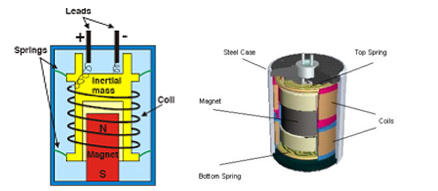 Leads
+ -
Springs
Inertial
mass
Coil
N
Magnet
S
Steel Case
Top Spring
Magnet
Coils
Bottom Spring